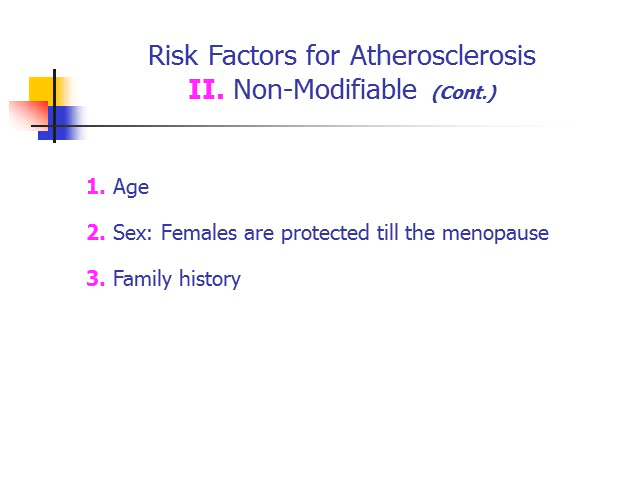 Risk Factors for Atherosclerosis
II. Non-Modifiable (Cont.)
1. Age
2. Sex: Females are protected till the menopause
3. Family history